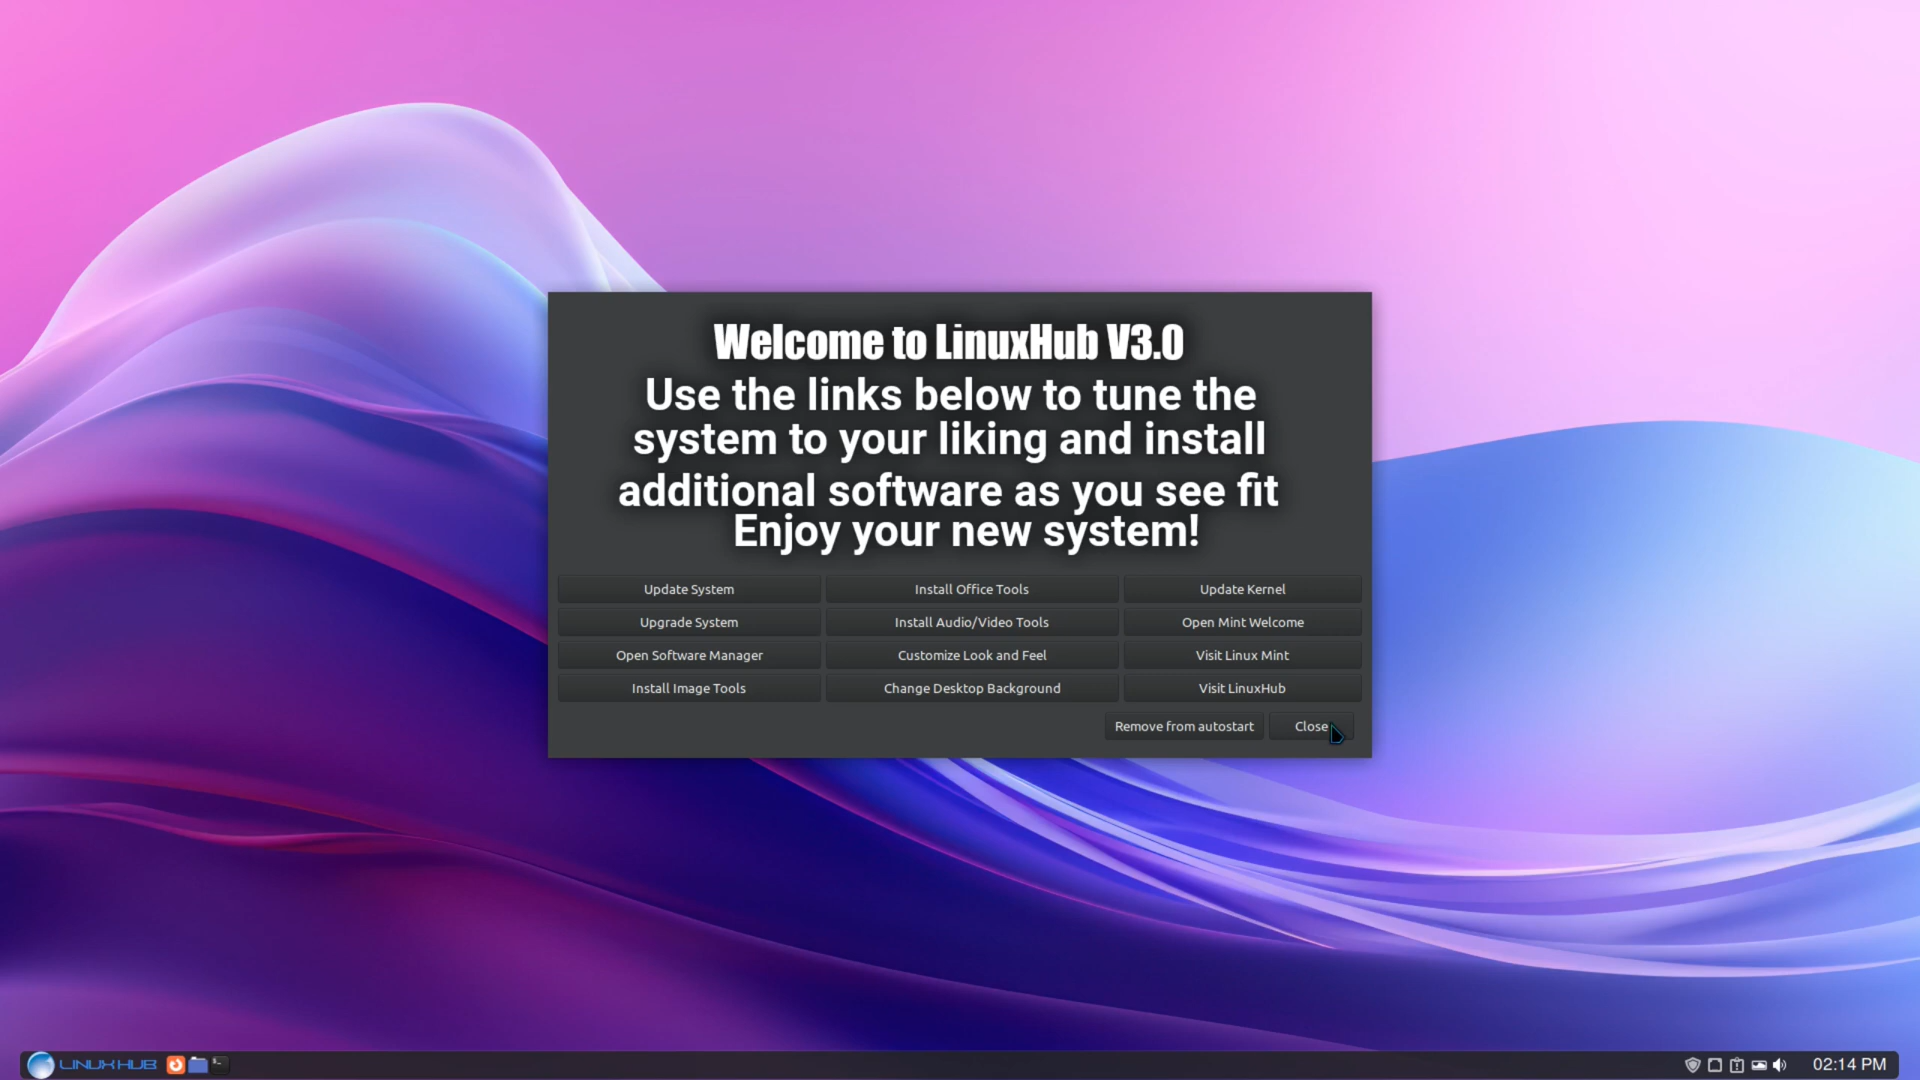 Welcome to LinuxHub V3.0
Use the links below to tune the
system to your liking and install
additional software as you see fit
Enjoy your new system!
Update System
Install Office Tools
Update Kernel
Upgrade System
Install Audio/Video Tools
Open Mint Welcome
Open Software Manager
Customize Look and Feel
Visit Linux Mint
Install Image Tools
Change Desktop Background
Visit LinuxHub
Remove from autostart
Close
LINUX HUB
02:14 PM